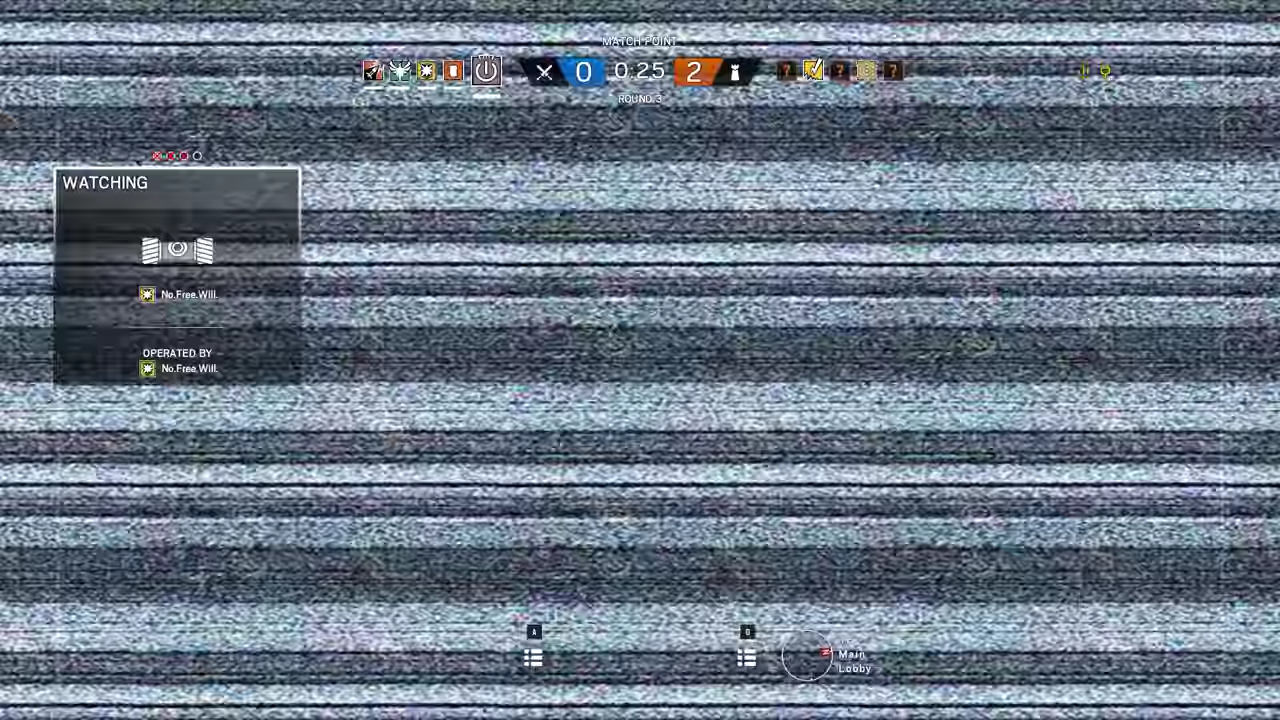 MATCH POINT
0 0:25 2
? ? ?
ROUND 3
WATCHING
No.Free.Will.
OPERATED BY
No.Free.Will.
A
Main
Lobby